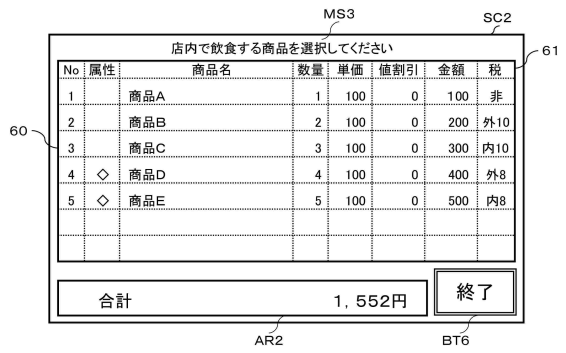 MS3
SC2
店内で飲食する商品を選択してください
61
No 属性 商品名 数量 単価 値割引 金額 税
1 商品A 1 100 0 100 非
2 商品B 2 100 0 200 外10
60
3 商品C 3 100 0 300 内10
4 ◇ 商品D 4 100 0 400 外8
5 ◇ 商品E 5 100 0 500 内8
合計 1,552円 終了
AR2 BT6